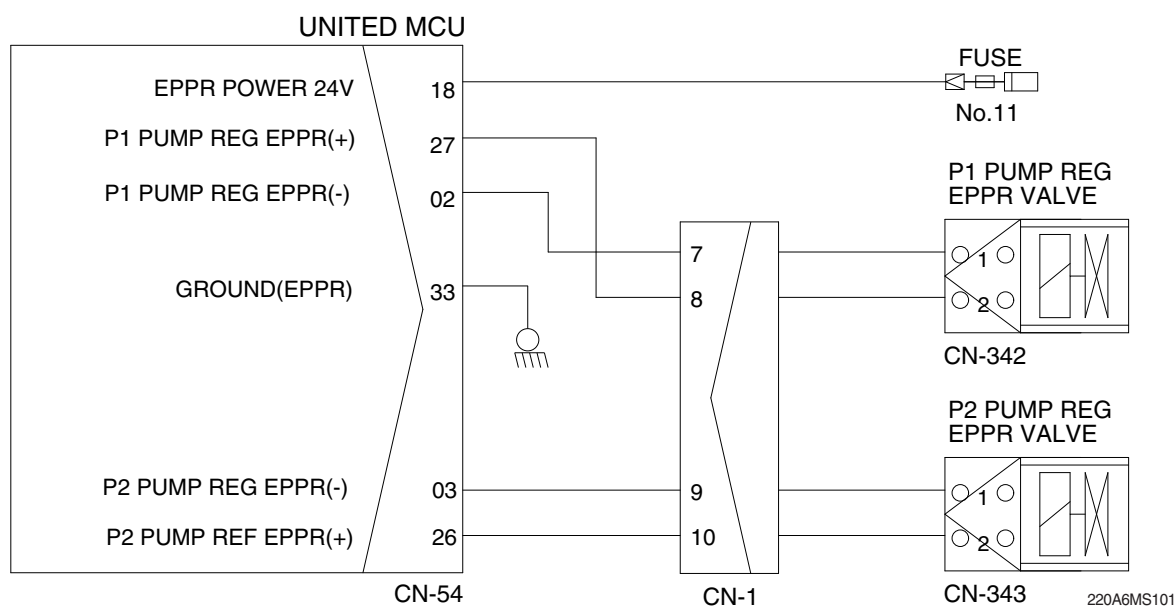 UNITED MCU
FUSE
EPPR POWER 24V
18
No.11
P1 PUMP REG EPPR(+)
27
P1 PUMP REG
EPPR VALVE
P1 PUMP REG EPPR(-)
02
7
1
GROUND(EPPR)
33
8
2
CN-342
P2 PUMP REG
EPPR VALVE
P2 PUMP REG EPPR(-)
03
9
1
P2 PUMP REF EPPR(+)
26
10
2
CN-54
CN-1
CN-343
220A6MS101